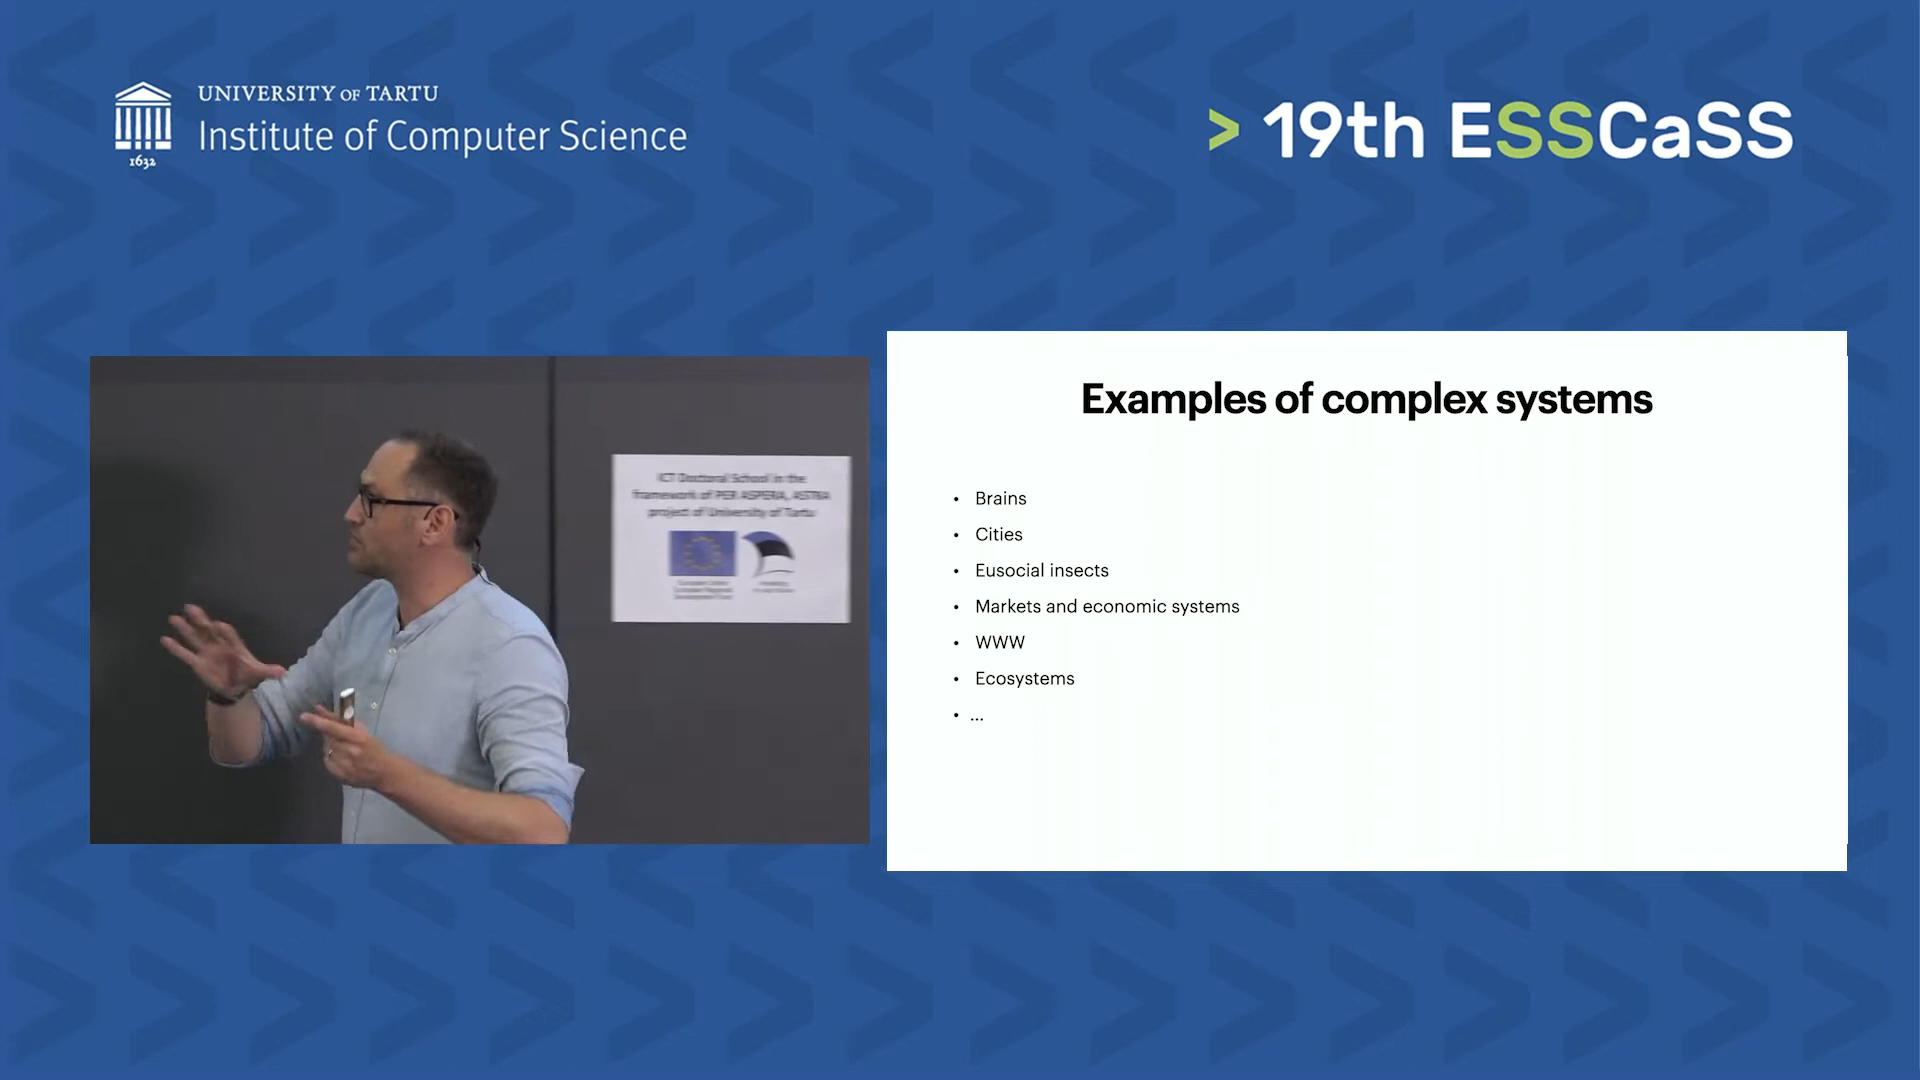 UNIVERSITY OF TARTU
Institute of Computer Science
1632
> 19th ESSCaSS
ICT Doctoral School in the
framework of PER ASPERA, ASTRA
project of University of Tartu
Examples of complex systems
• Brains
• Cities
• Eusocial insects
• Markets and economic systems
• WWW
• Ecosystems
• ...